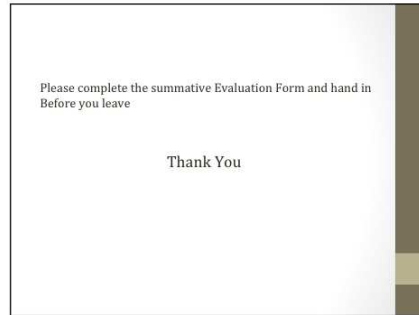 Please complete the summative Evaluation Form and hand in
Before you leave
Thank You